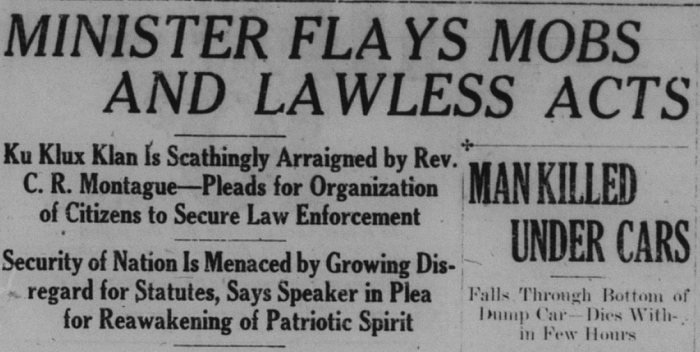 MINISTER FLAYS MOBS
AND LAWLESS ACTS
Ku Klux Klan Is Scathingly Arraigned by Rev.
C. R. Montague—Pleads for Organization
of Citizens to Secure Law Enforcement
Security of Nation Is Menaced by Growing Dis-
regard for Statutes, Says Speaker in Plea
for Reawakening of Patriotic Spirit
MAN KILLED
UNDER CARS
Falls Through Bottom of
Dump Car—Dies With-
in Few Hours